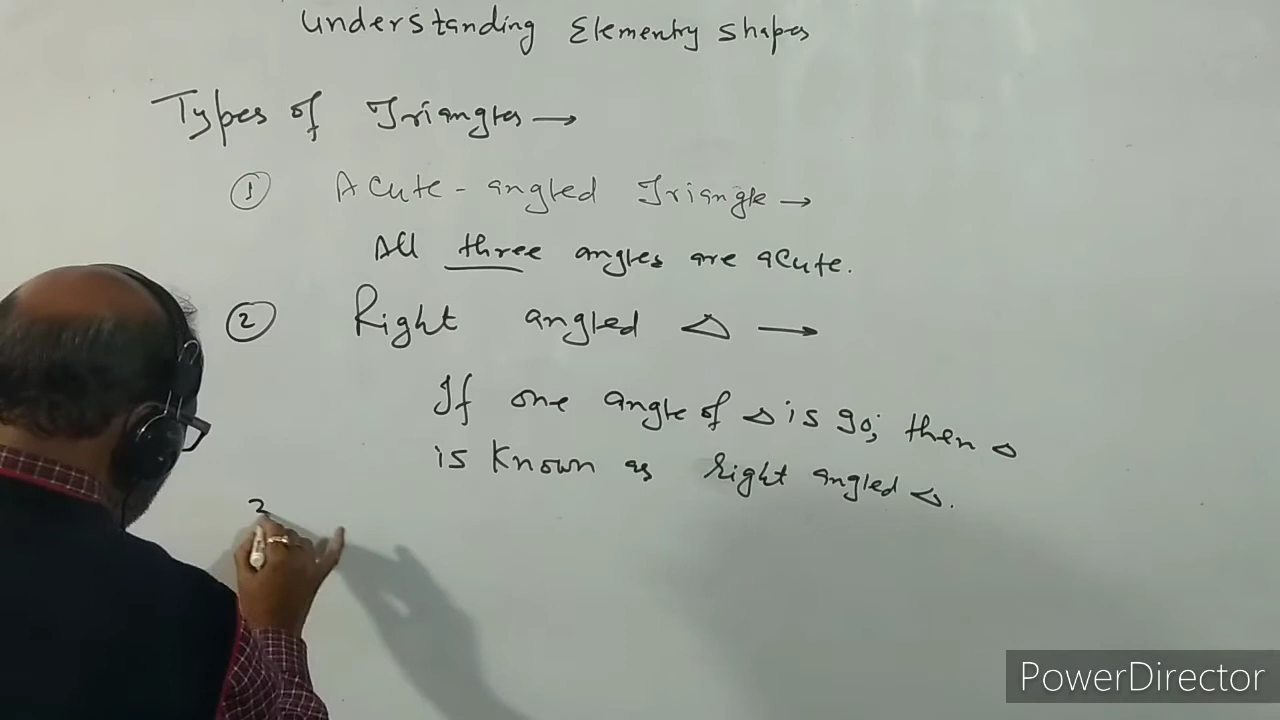 Understanding Elementry Shapes
Types of Triangles →
① Acute-angled Triangle →
All three angles are acute.
② Right angled △ →
If one angle of △ is 90°, then △
is known as right angled △.
3
PowerDirector